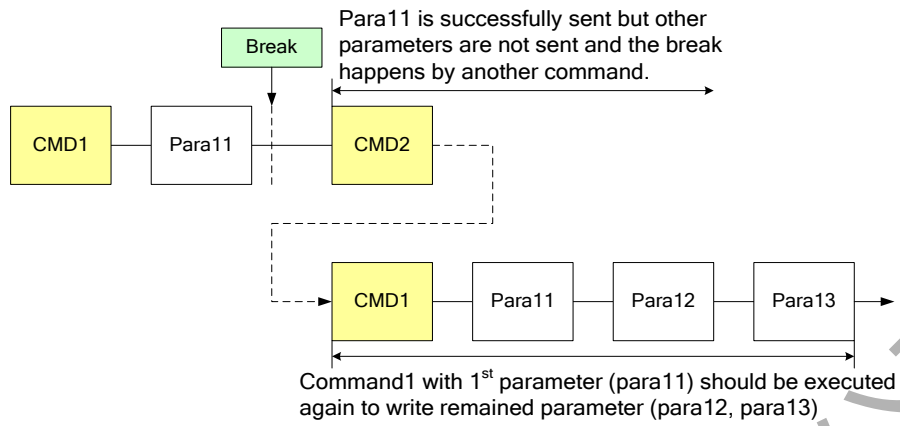 Para11 is successfully sent but other
parameters are not sent and the break
happens by another command.
Break
CMD1
Para11
CMD2
CMD1
Para11
Para12
Para13
Command1 with 1st parameter (para11) should be executed
again to write remained parameter (para12, para13)